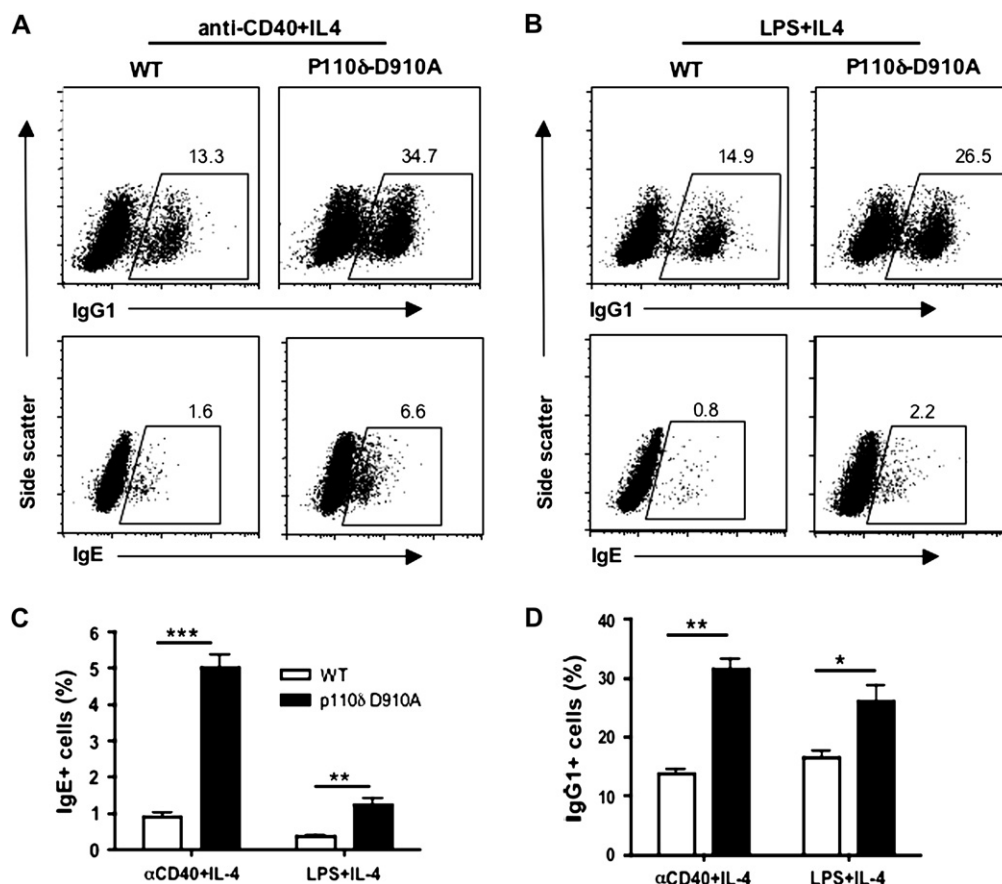 A
anti-CD40+IL4
WT
P110δ-D910A
13.3
34.7
IgG1
1.6
6.6
Side scatter
IgE
B
LPS+IL4
WT
P110δ-D910A
14.9
26.5
IgG1
0.8
2.2
Side scatter
IgE
C
***
**
WT
p110δ D910A
IgE+ cells (%)
6
5
4
3
2
1
0
αCD40+IL-4
LPS+IL-4
D
**
*
IgG1+ cells (%)
40
30
20
10
0
αCD40+IL-4
LPS+IL-4